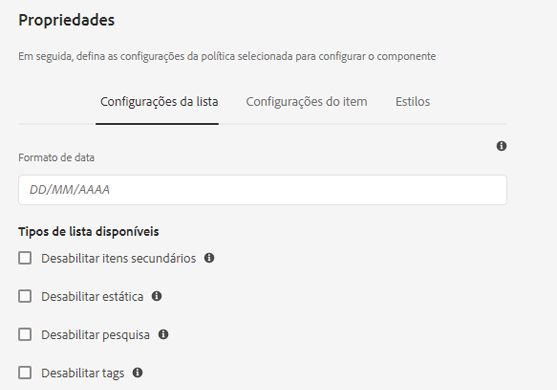 Propriedades
Em seguida, defina as configurações da política selecionada para configurar o componente
Configurações da lista Configurações do item Estilos
Formato de data
DD/MM/AAAA
Tipos de lista disponíveis
Desabilitar itens secundários
Desabilitar estática
Desabilitar pesquisa
Desabilitar tags